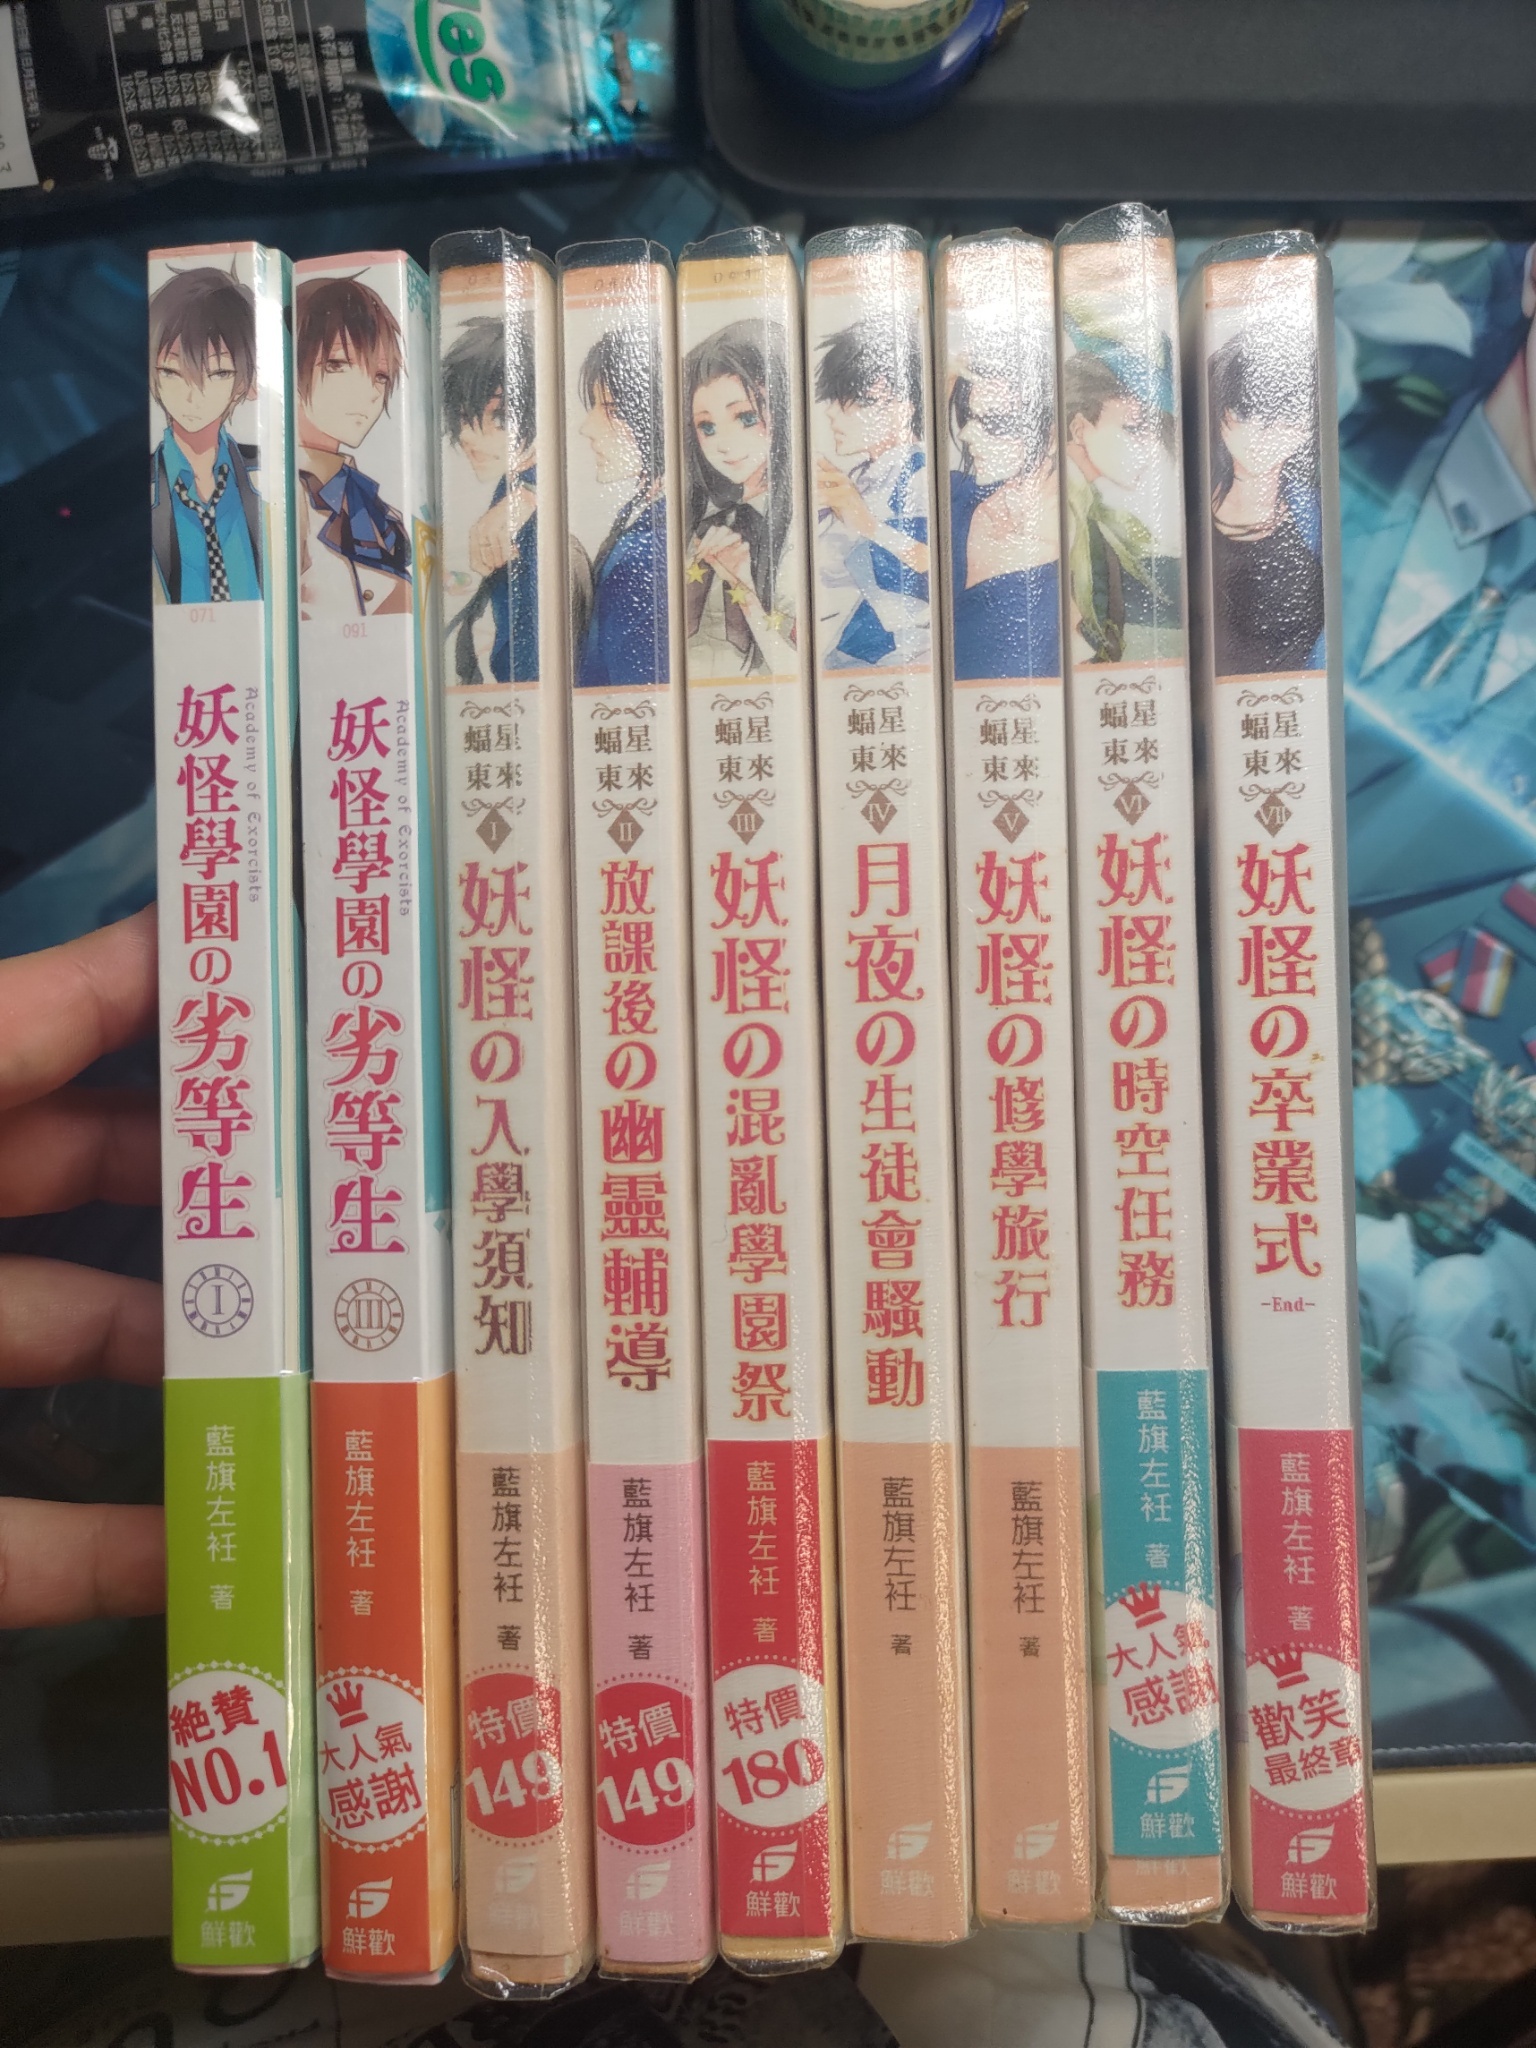 071
Academy of Exorcists
妖怪學園の劣等生
I
藍旗左衽 著
絕賛
NO.1
鮮歡
091
Academy of Exorcists
妖怪學園の劣等生
III
藍旗左衽 著
大人氣
感謝
鮮歡
蝠星東來
I
妖怪の入學須知
藍旗左衽 著
特價
149
鮮歡
蝠星東來
II
放課後の幽靈輔導
藍旗左衽 著
特價
149
鮮歡
蝠星東來
III
妖怪の混亂學園祭
藍旗左衽 著
特價
180
鮮歡
蝠星東來
IV
月夜の生徒會騷動
藍旗左衽 著
鮮歡
蝠星東來
V
妖怪の修學旅行
藍旗左衽 著
鮮歡
蝠星東來
VI
妖怪の時空任務
藍旗左衽 著
大人氣
感謝
鮮歡
蝠星東來
VII
妖怪の卒業式
-End-
藍旗左衽 著
歡笑
最終章
鮮歡